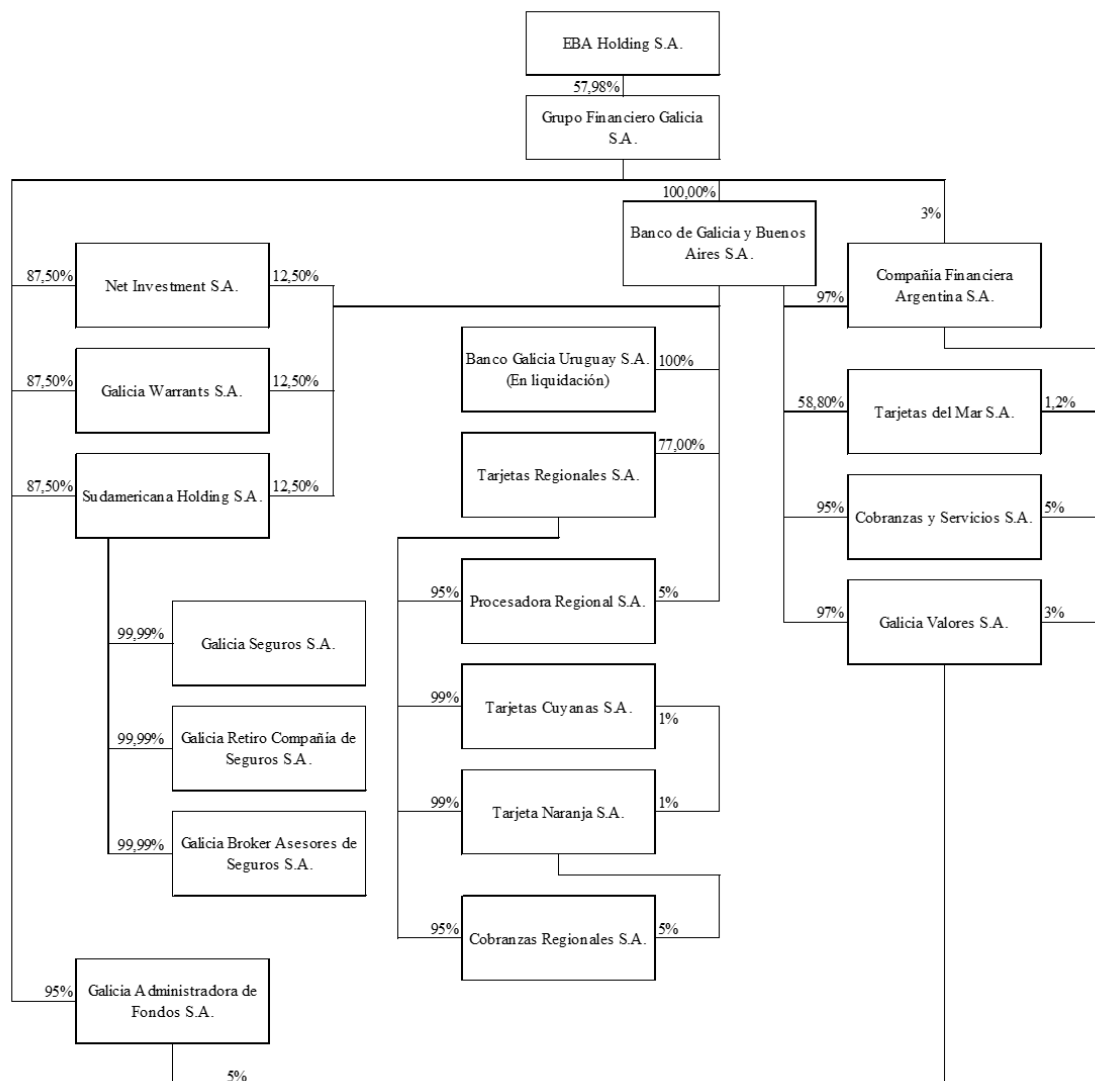 EBA Holding S.A.
57,98%
Grupo Financiero Galicia
S.A.
100,00%
3%
Banco de Galicia y Buenos
Aires S.A.
87,50%
Net Investment S.A.
12,50%
97%
Compañía Financiera
Argentina S.A.
Banco Galicia Uruguay S.A.
(En liquidación)
100%
87,50%
Galicia Warrants S.A.
12,50%
58,80%
Tarjetas del Mar S.A.
1,2%
77,00%
Tarjetas Regionales S.A.
87,50%
Sudamericana Holding S.A.
12,50%
95%
Cobranzas y Servicios S.A.
5%
95%
Procesadora Regional S.A.
5%
97%
Galicia Valores S.A.
3%
99,99%
Galicia Seguros S.A.
99%
Tarjetas Cuyanas S.A.
1%
99,99%
Galicia Retiro Compañia de
Seguros S.A.
99%
Tarjeta Naranja S.A.
1%
99,99%
Galicia Broker Asesores de
Seguros S.A.
95%
Cobranzas Regionales S.A.
5%
95%
Galicia Administradora de
Fondos S.A.
5%